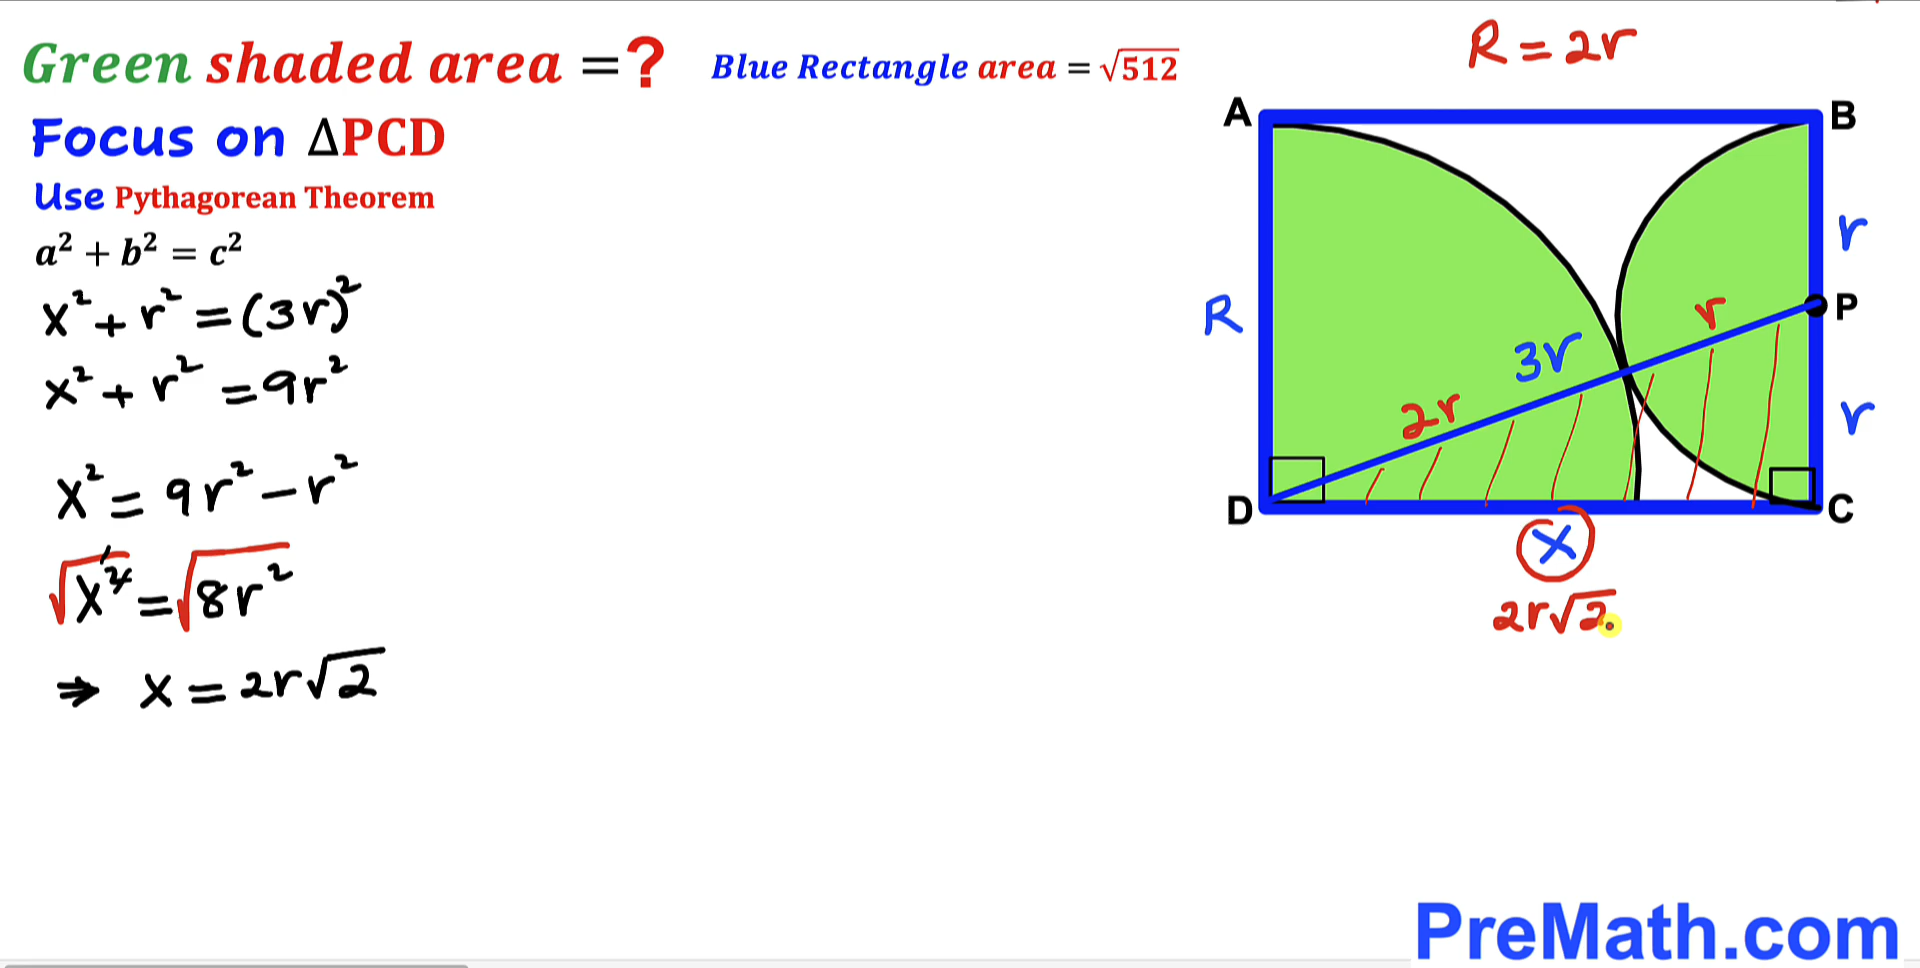 Green shaded area = ?
Blue Rectangle area = √512
R = 2r
Focus on ΔPCD
Use Pythagorean Theorem
a² + b² = c²
x² + r² = (3r)²
x² + r² = 9r²
x² = 9r² − r²
√x² = √8r²
⇒ x = 2r√2
A
B
r
R
P
r
3r
2r
r
D
C
x
2r√2
PreMath.com